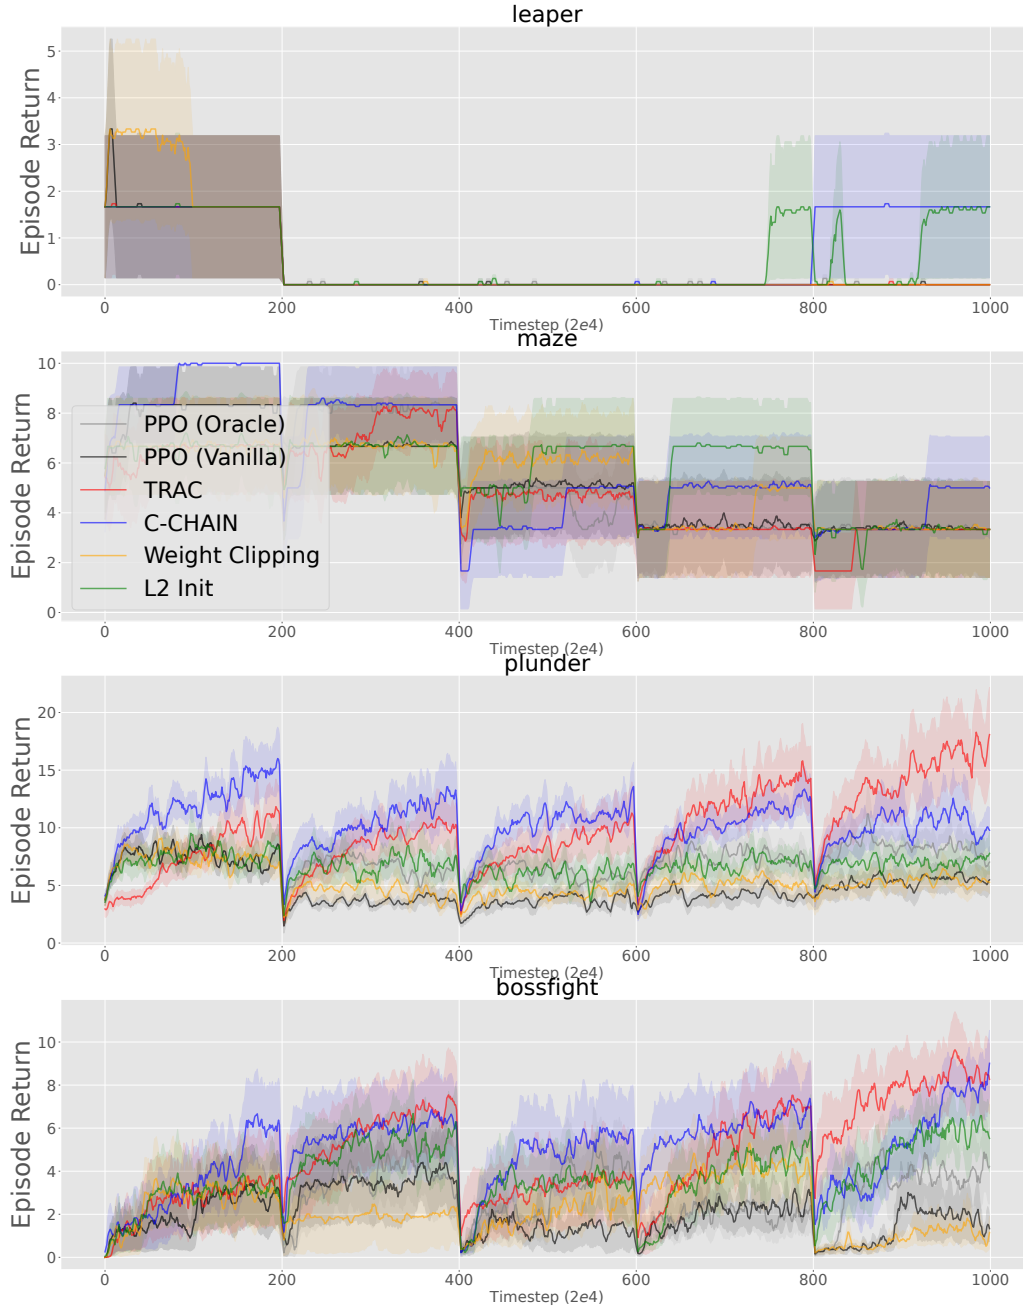 leaper
Episode Return
5
4
3
2
1
0
0 200 400 600 800 1000
Timestep (2e4)
maze
Episode Return
10
8
6
4
2
0
PPO (Oracle)
PPO (Vanilla)
TRAC
C-CHAIN
Weight Clipping
L2 Init
0 200 400 600 800 1000
Timestep (2e4)
plunder
Episode Return
20
15
10
5
0
0 200 400 600 800 1000
Timestep (2e4)
bossfight
Episode Return
10
8
6
4
2
0
0 200 400 600 800 1000
Timestep (2e4)